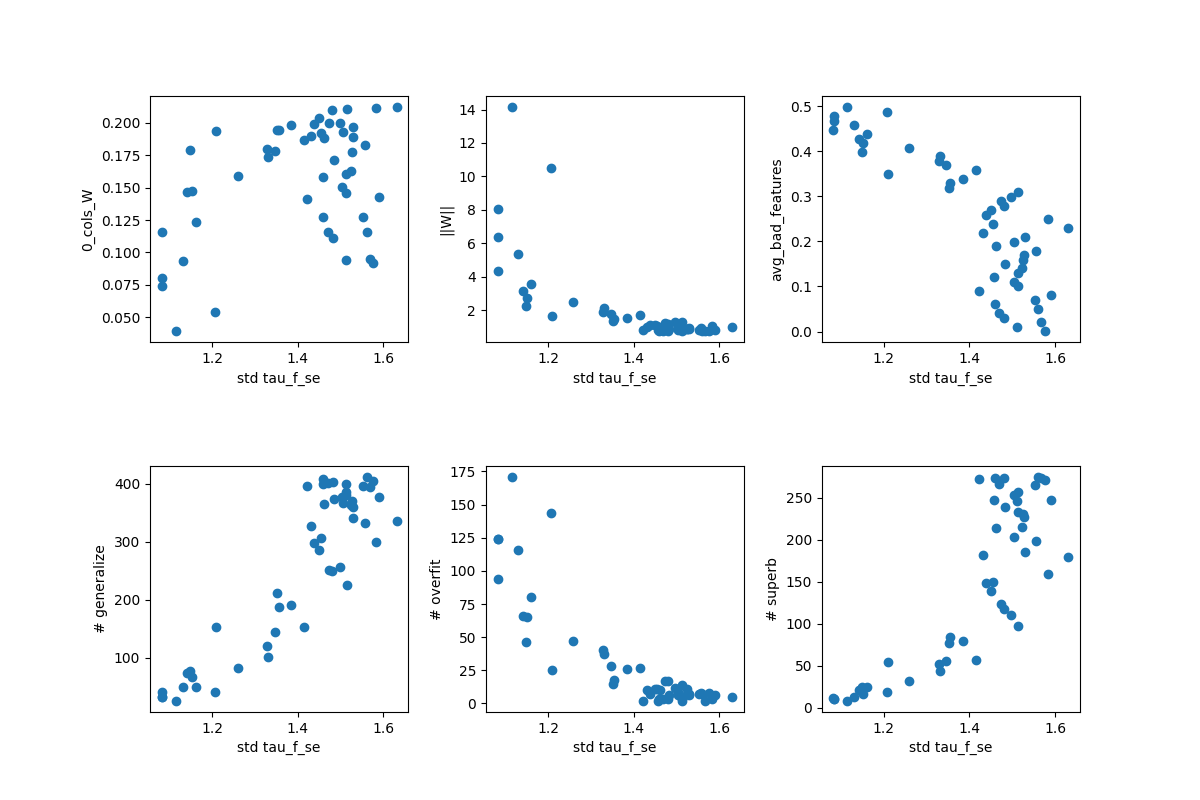 0_cols_W
0.200
0.175
0.150
0.125
0.100
0.075
0.050
1.2 1.4 1.6
std tau_f_se
||W||
14
12
10
8
6
4
2
1.2 1.4 1.6
std tau_f_se
avg_bad_features
0.5
0.4
0.3
0.2
0.1
0.0
1.2 1.4 1.6
std tau_f_se
# generalize
400
300
200
100
1.2 1.4 1.6
std tau_f_se
# overfit
175
150
125
100
75
50
25
0
1.2 1.4 1.6
std tau_f_se
# superb
250
200
150
100
50
0
1.2 1.4 1.6
std tau_f_se